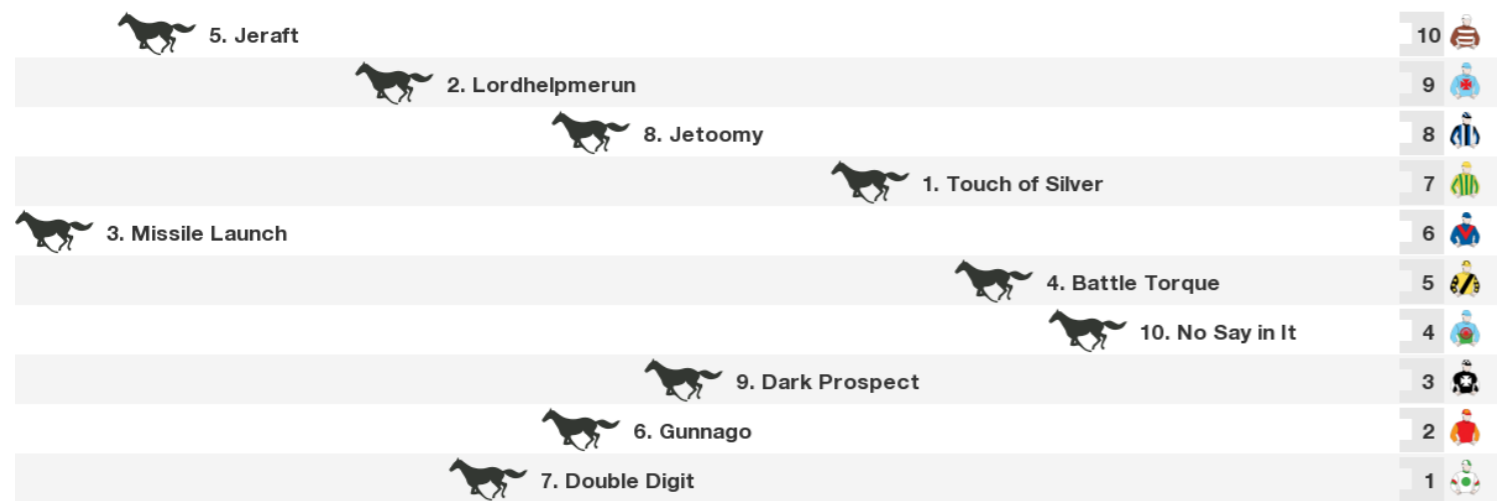 5. Jeraft 10
2. Lordhelpmerun 9
8. Jetoomy 8
1. Touch of Silver 7
3. Missile Launch 6
4. Battle Torque 5
10. No Say in It 4
9. Dark Prospect 3
6. Gunnago 2
7. Double Digit 1